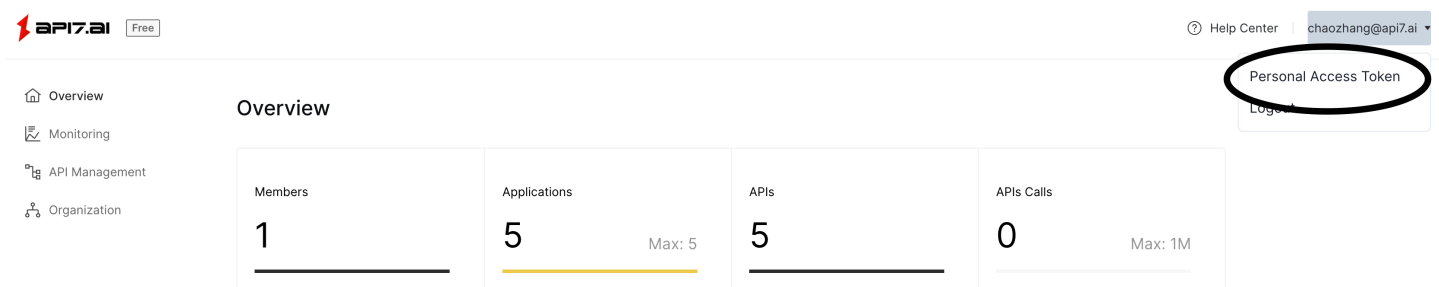 api7.ai Free
Help Center chaozhang@api7.ai
Personal Access Token
Logout
Overview
Monitoring
API Management
Organization
Overview
Members
1
Applications
5 Max: 5
APIs
5
APIs Calls
0 Max: 1M